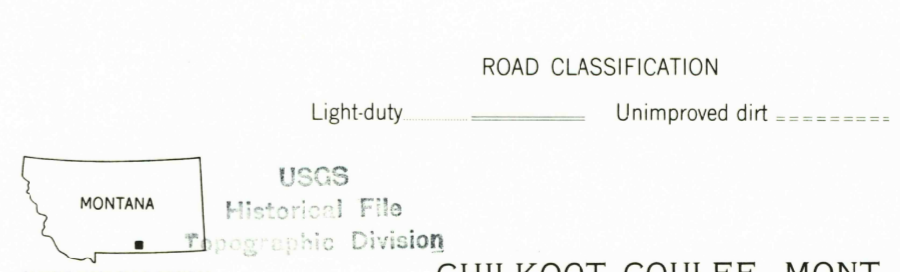 ROAD CLASSIFICATION
Light-duty Unimproved dirt
MONTANA
USGS
Historical File
Topographic Division
CHILKOOT COULEE, MONT.